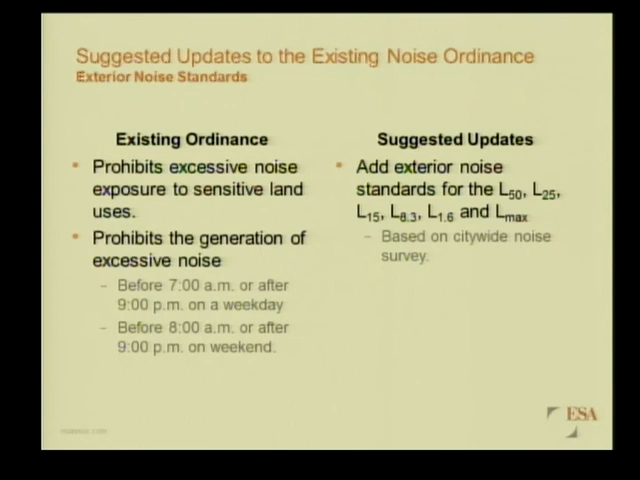 Suggested Updates to the Existing Noise Ordinance
Exterior Noise Standards
Existing Ordinance
• Prohibits excessive noise
exposure to sensitive land
uses.
• Prohibits the generation of
excessive noise
– Before 7:00 a.m. or after
9:00 p.m. on a weekday
– Before 8:00 a.m. or after
9:00 p.m. on weekend.
Suggested Updates
• Add exterior noise
standards for the L50, L25,
L15, L8.3, L1.6 and Lmax
– Based on citywide noise
survey.
ESA